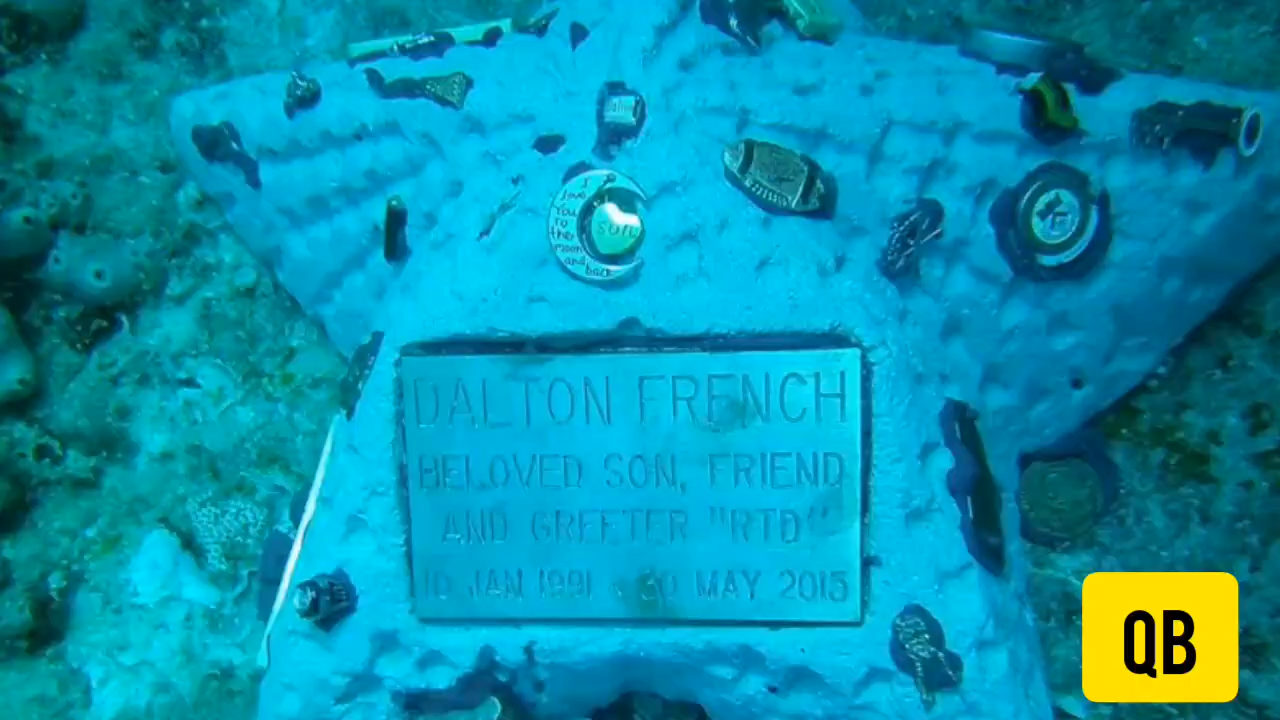 I
love
you
to
the
moon
and
back
SON
DALTON FRENCH
BELOVED SON, FRIEND
AND GREETER "RTD"
10 JAN 1991 - 30 MAY 2015
QB